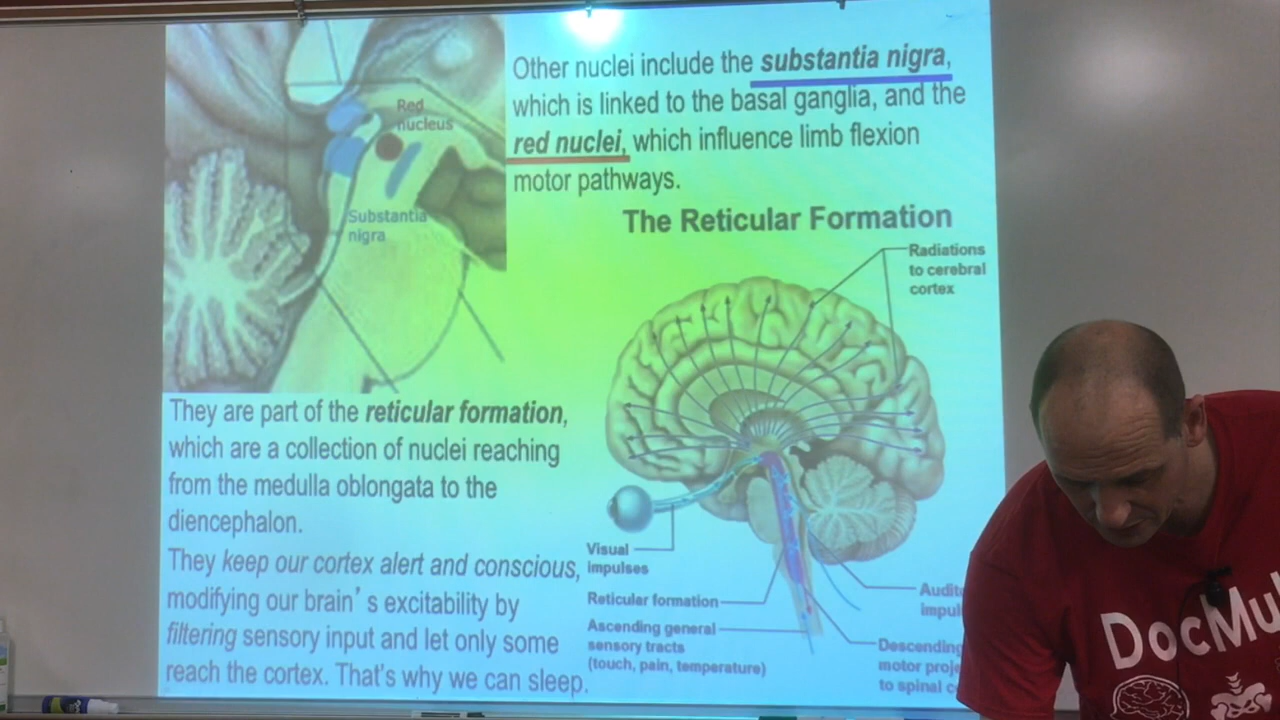 Other nuclei include the substantia nigra,
which is linked to the basal ganglia, and the
red nuclei, which influence limb flexion
motor pathways.
Red
nucleus
Substantia
nigra
The Reticular Formation
Radiations
to cerebral
cortex
They are part of the reticular formation,
which are a collection of nuclei reaching
from the medulla oblongata to the
diencephalon.
They keep our cortex alert and conscious,
modifying our brain's excitability by
filtering sensory input and let only some
reach the cortex. That's why we can sleep.
Visual
impulses
Reticular formation
Ascending general
sensory tracts
(touch, pain, temperature)
Descending
motor
to spinal